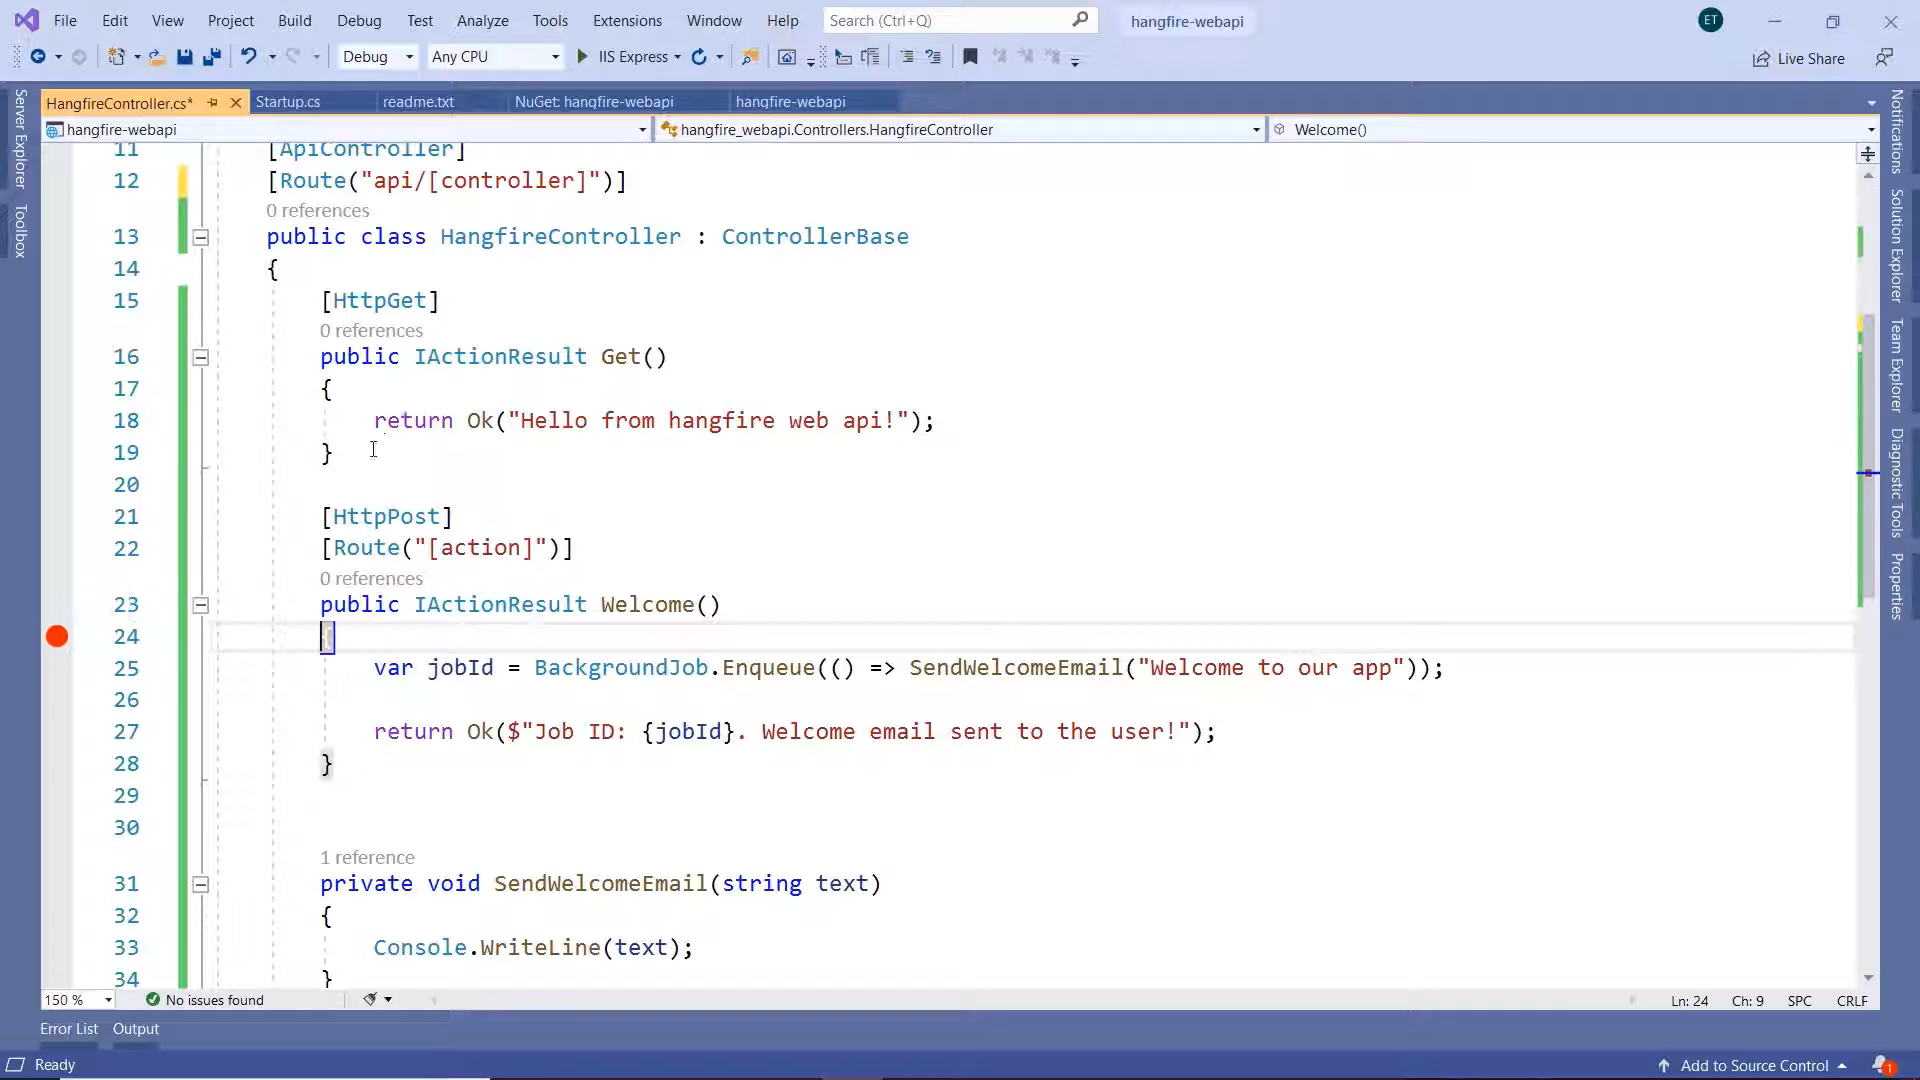 File Edit View Project Build Debug Test Analyze Tools Extensions Window Help Search (Ctrl+Q) hangfire-webapi ET
Debug Any CPU IIS Express Live Share
HangfireController.cs* Startup.cs readme.txt NuGet: hangfire-webapi hangfire-webapi
hangfire-webapi hangfire_webapi.Controllers.HangfireController Welcome()
Server Explorer
Toolbox
11 [ApiController]
12 [Route("api/[controller]")]
0 references
13 public class HangfireController : ControllerBase
14 {
15 [HttpGet]
0 references
16 public IActionResult Get()
17 {
18 return Ok("Hello from hangfire web api!");
19 }
20
21 [HttpPost]
22 [Route("[action]")]
0 references
23 public IActionResult Welcome()
24 {
25 var jobId = BackgroundJob.Enqueue(() => SendWelcomeEmail("Welcome to our app"));
26
27 return Ok($"Job ID: {jobId}. Welcome email sent to the user!");
28 }
29
30
1 reference
31 private void SendWelcomeEmail(string text)
32 {
33 Console.WriteLine(text);
34 }
Notifications
Solution Explorer
Team Explorer
Diagnostic Tools
Properties
150 % No issues found Ln: 24 Ch: 9 SPC CRLF
Error List Output
Ready Add to Source Control 1